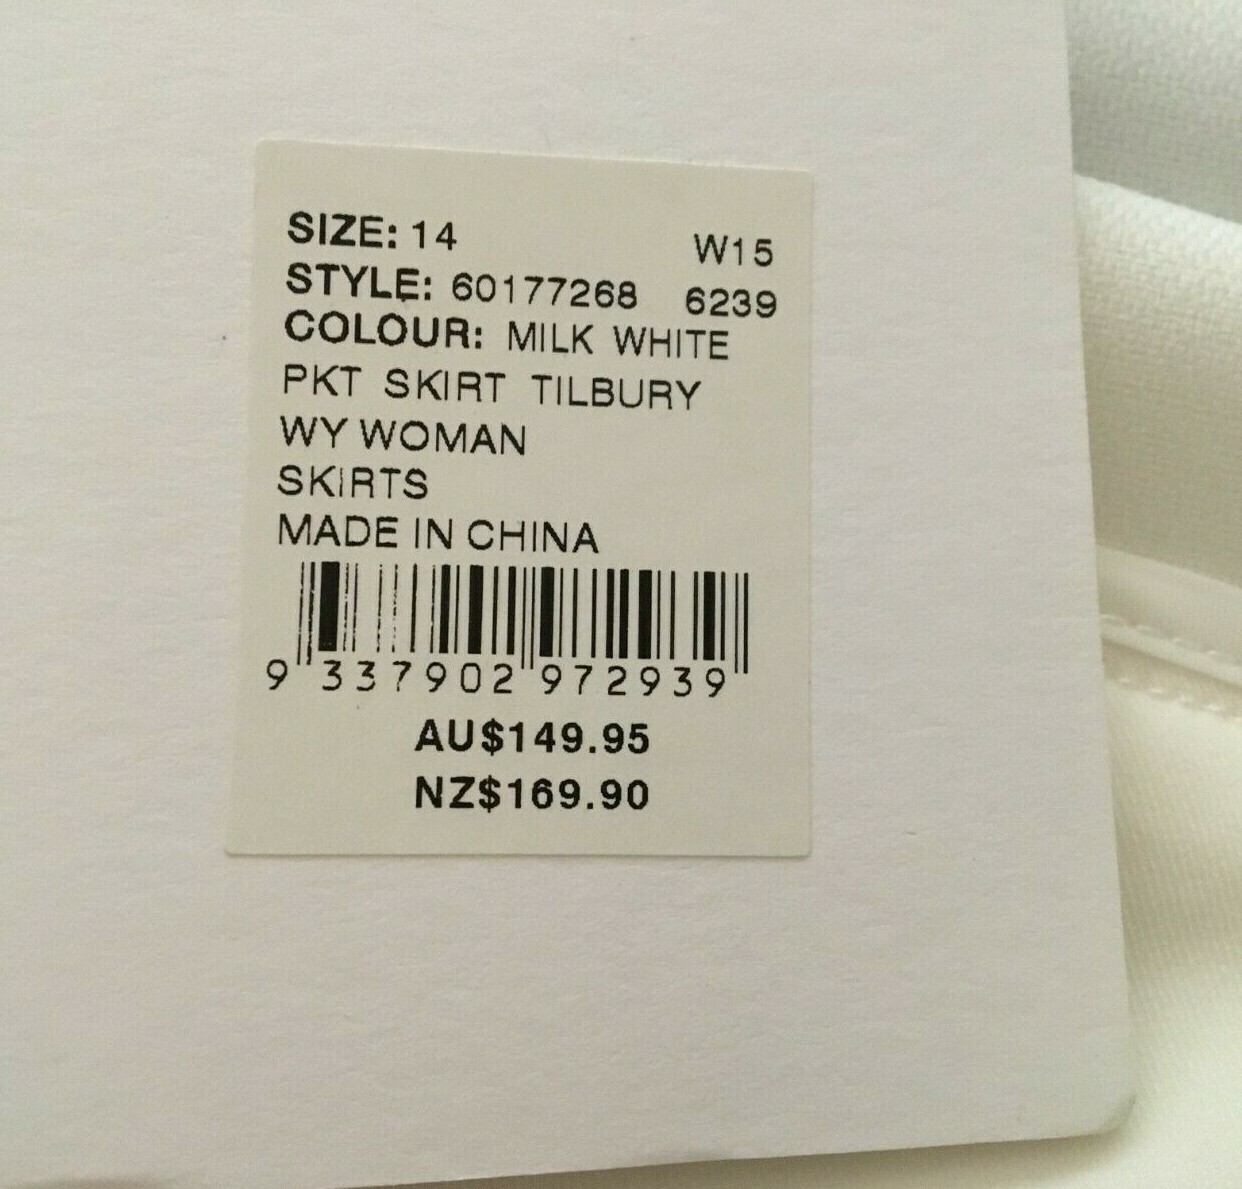 SIZE: 14 W15
STYLE: 60177268 6239
COLOUR: MILK WHITE
PKT SKIRT TILBURY
WY WOMAN
SKIRTS
MADE IN CHINA
9 337902 972939
AU$149.95
NZ$169.90